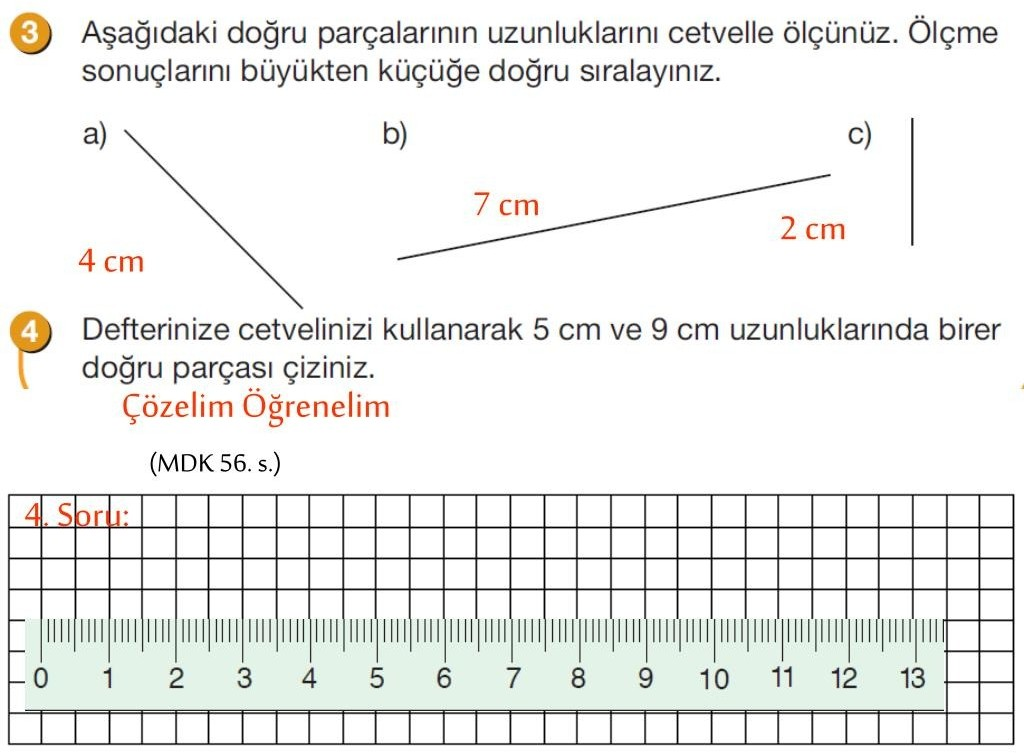 3 Aşağıdaki doğru parçalarının uzunluklarını cetvelle ölçünüz. Ölçme
sonuçlarını büyükten küçüğe doğru sıralayınız.
a) b) c)
7 cm
2 cm
4 cm
4 Defterinize cetvelinizi kullanarak 5 cm ve 9 cm uzunluklarında birer
doğru parçası çiziniz.
Çözelim Öğrenelim
(MDK 56. s.)
4. Soru:
0 1 2 3 4 5 6 7 8 9 10 11 12 13